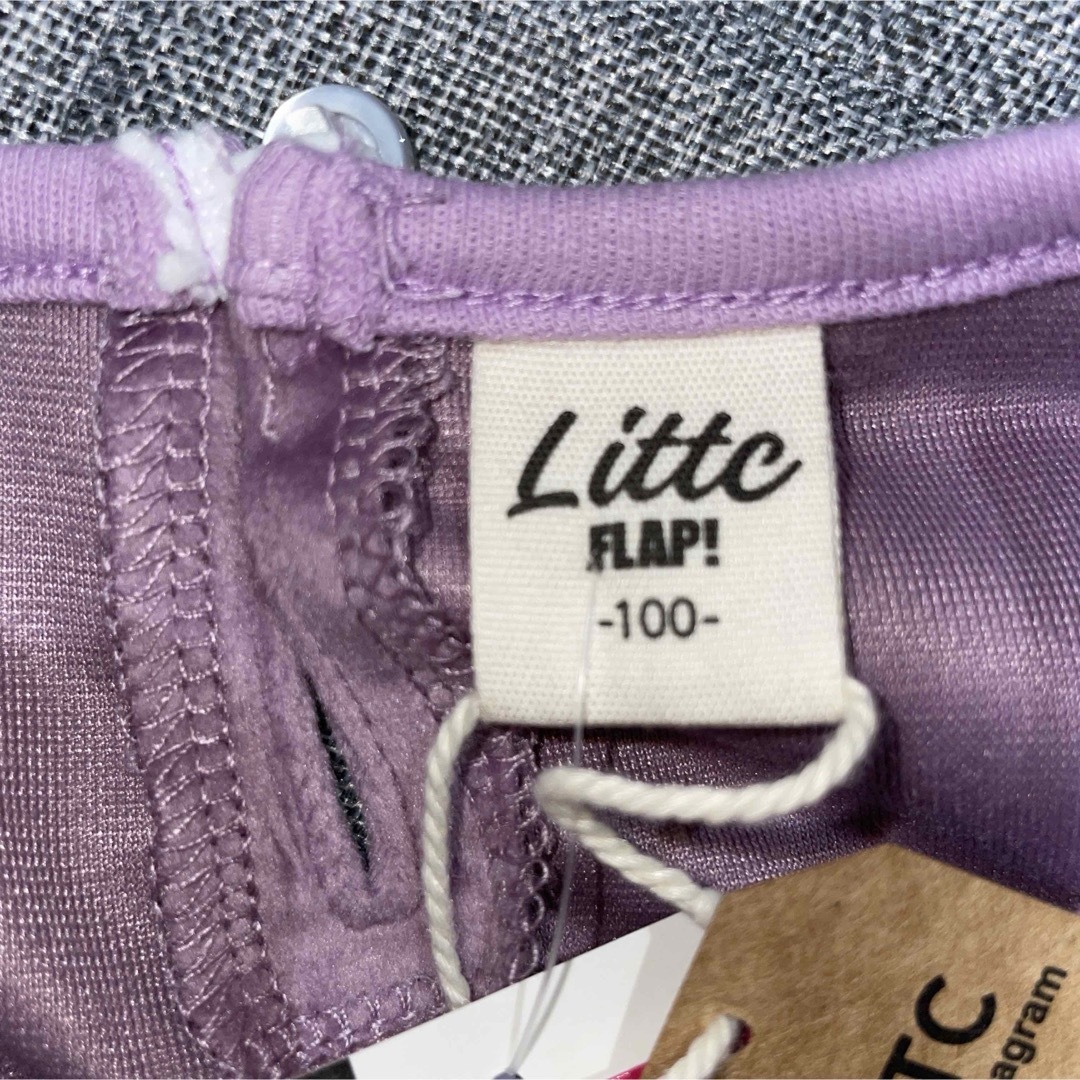 Littc
FLAP!
-100-
TC
agram